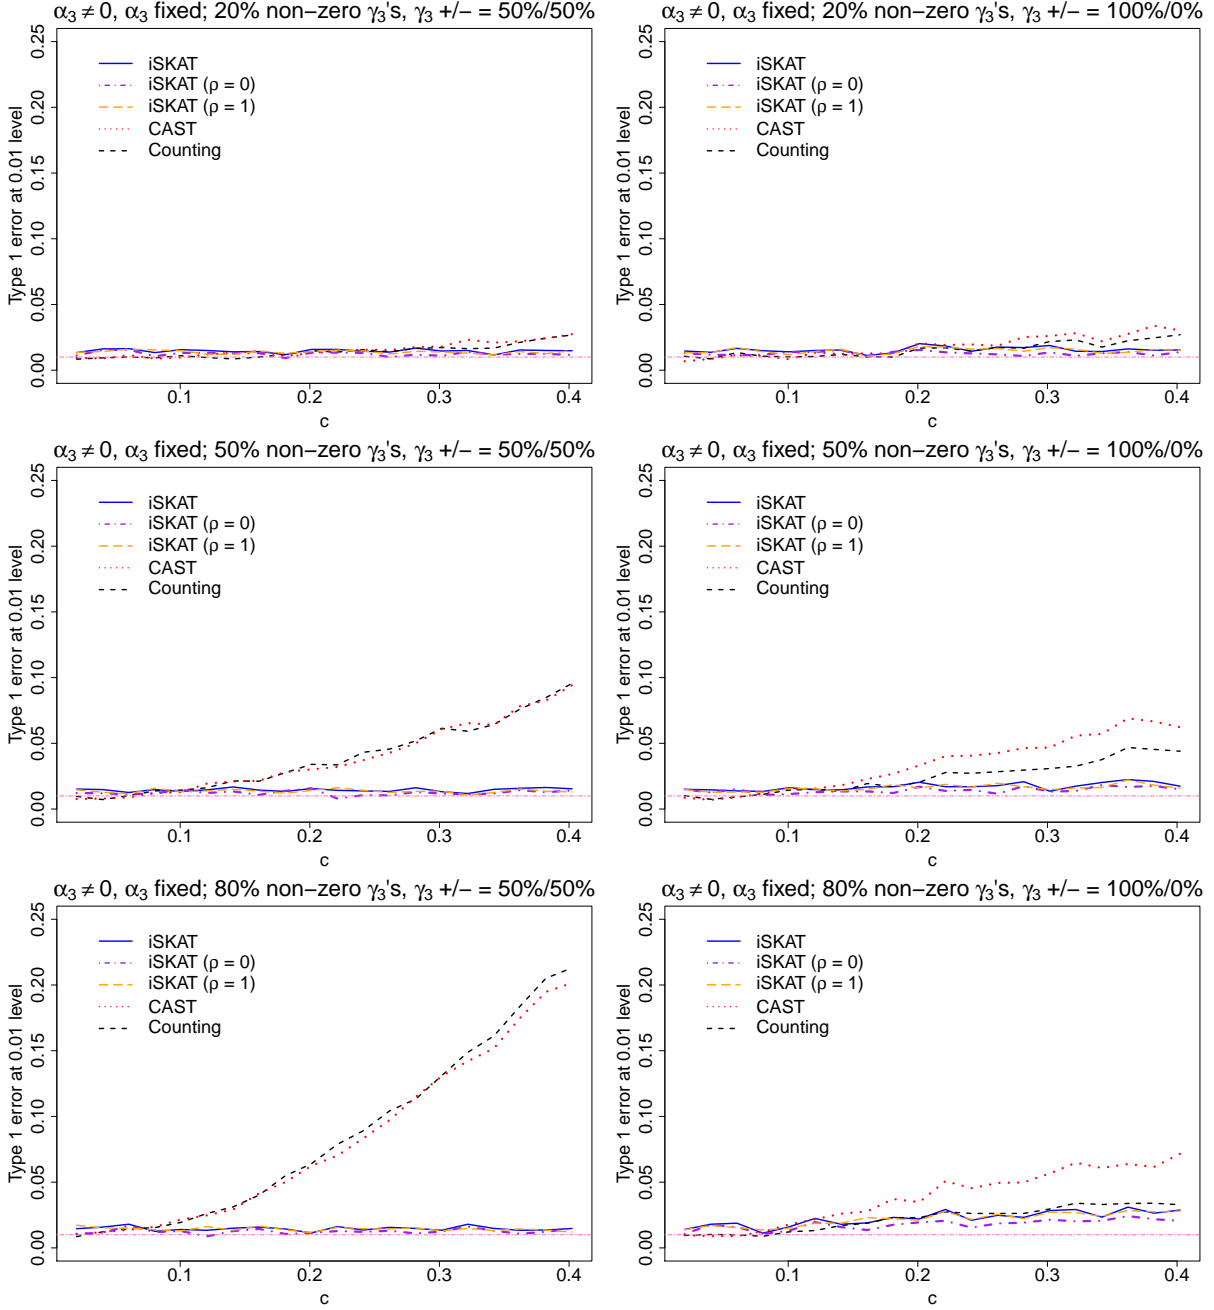 α₃ ≠ 0, α₃ fixed; 20% non−zero γ₃'s, γ₃ +/− = 50%/50%
Type 1 error at 0.01 level
0.25
0.20
0.15
0.10
0.05
0.00
iSKAT
iSKAT (ρ = 0)
iSKAT (ρ = 1)
CAST
Counting
0.1 0.2 0.3 0.4
c
α₃ ≠ 0, α₃ fixed; 20% non−zero γ₃'s, γ₃ +/− = 100%/0%
Type 1 error at 0.01 level
0.25
0.20
0.15
0.10
0.05
0.00
iSKAT
iSKAT (ρ = 0)
iSKAT (ρ = 1)
CAST
Counting
0.1 0.2 0.3 0.4
c
α₃ ≠ 0, α₃ fixed; 50% non−zero γ₃'s, γ₃ +/− = 50%/50%
Type 1 error at 0.01 level
0.25
0.20
0.15
0.10
0.05
0.00
iSKAT
iSKAT (ρ = 0)
iSKAT (ρ = 1)
CAST
Counting
0.1 0.2 0.3 0.4
c
α₃ ≠ 0, α₃ fixed; 50% non−zero γ₃'s, γ₃ +/− = 100%/0%
Type 1 error at 0.01 level
0.25
0.20
0.15
0.10
0.05
0.00
iSKAT
iSKAT (ρ = 0)
iSKAT (ρ = 1)
CAST
Counting
0.1 0.2 0.3 0.4
c
α₃ ≠ 0, α₃ fixed; 80% non−zero γ₃'s, γ₃ +/− = 50%/50%
Type 1 error at 0.01 level
0.25
0.20
0.15
0.10
0.05
0.00
iSKAT
iSKAT (ρ = 0)
iSKAT (ρ = 1)
CAST
Counting
0.1 0.2 0.3 0.4
c
α₃ ≠ 0, α₃ fixed; 80% non−zero γ₃'s, γ₃ +/− = 100%/0%
Type 1 error at 0.01 level
0.25
0.20
0.15
0.10
0.05
0.00
iSKAT
iSKAT (ρ = 0)
iSKAT (ρ = 1)
CAST
Counting
0.1 0.2 0.3 0.4
c